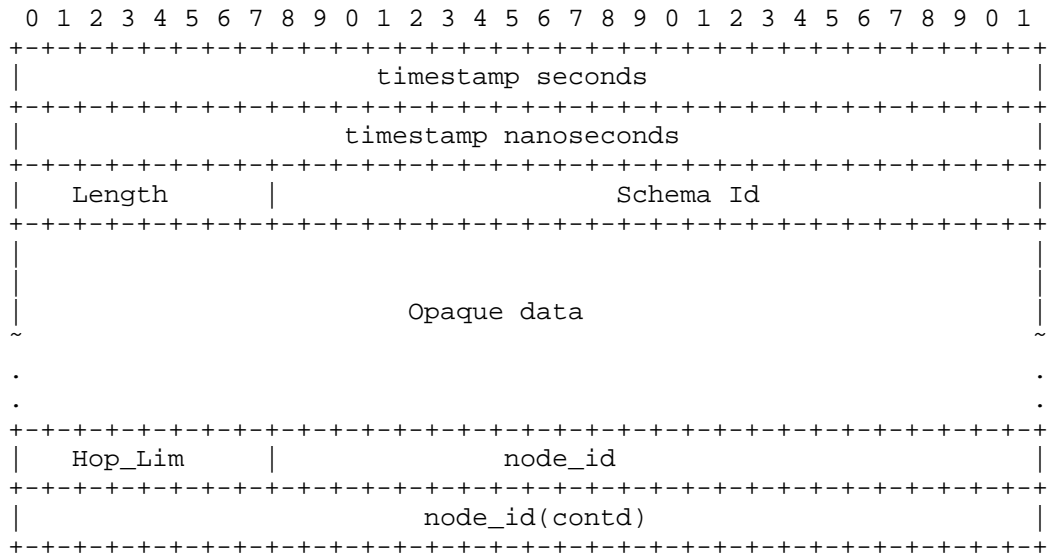 0 1 2 3 4 5 6 7 8 9 0 1 2 3 4 5 6 7 8 9 0 1 2 3 4 5 6 7 8 9 0 1
+-+-+-+-+-+-+-+-+-+-+-+-+-+-+-+-+-+-+-+-+-+-+-+-+-+-+-+-+-+-+-+-+
|                      timestamp seconds                        |
+-+-+-+-+-+-+-+-+-+-+-+-+-+-+-+-+-+-+-+-+-+-+-+-+-+-+-+-+-+-+-+-+
|                    timestamp nanoseconds                      |
+-+-+-+-+-+-+-+-+-+-+-+-+-+-+-+-+-+-+-+-+-+-+-+-+-+-+-+-+-+-+-+-+
|   Length      |                     Schema Id                 |
+-+-+-+-+-+-+-+-+-+-+-+-+-+-+-+-+-+-+-+-+-+-+-+-+-+-+-+-+-+-+-+-+
|                                                               |
|                                                               |
|                        Opaque data                            |
~                                                               ~
.                                                               .
.                                                               .
+-+-+-+-+-+-+-+-+-+-+-+-+-+-+-+-+-+-+-+-+-+-+-+-+-+-+-+-+-+-+-+-+
|   Hop_Lim     |              node_id                          |
+-+-+-+-+-+-+-+-+-+-+-+-+-+-+-+-+-+-+-+-+-+-+-+-+-+-+-+-+-+-+-+-+
|                         node_id(contd)                        |
+-+-+-+-+-+-+-+-+-+-+-+-+-+-+-+-+-+-+-+-+-+-+-+-+-+-+-+-+-+-+-+-+